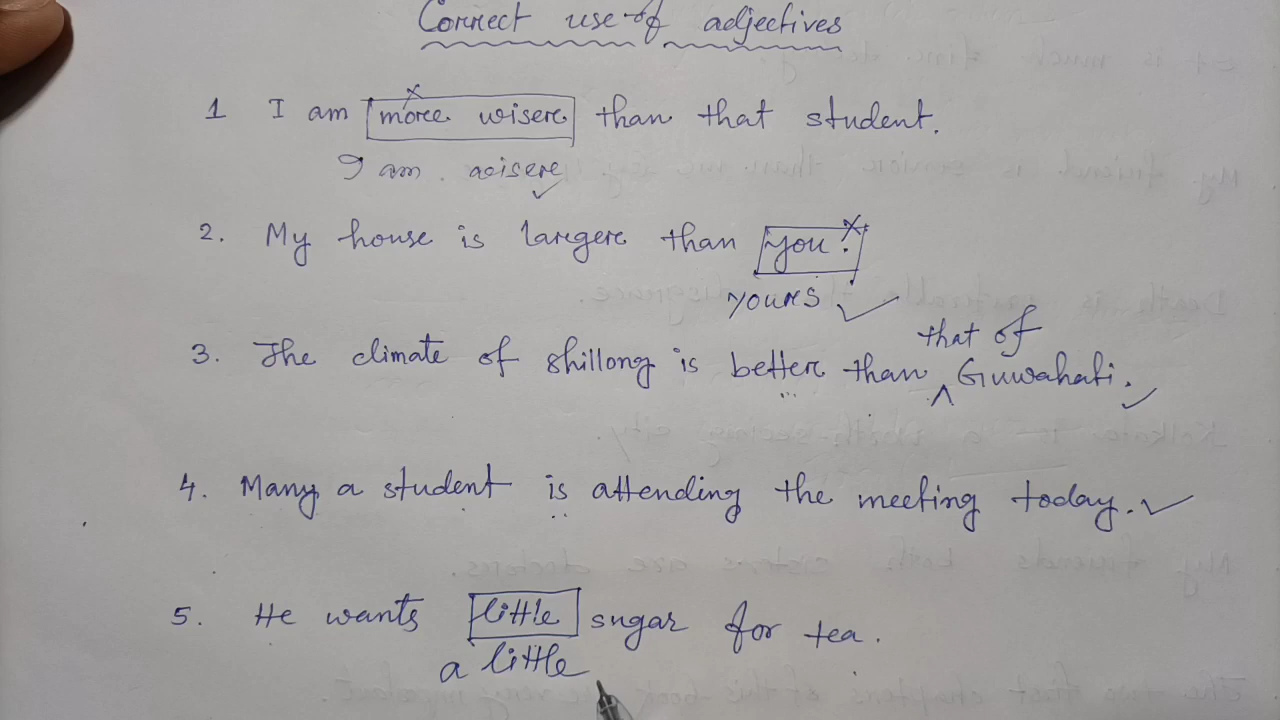 Correct use of adjectives
1 I am more wiser than that student.
I am wiser
2. My house is larger than you.
yours
that of
3. The climate of shillong is better than Guwahati.
4. Many a student is attending the meeting today.
5. He wants little sugar for tea.
a little